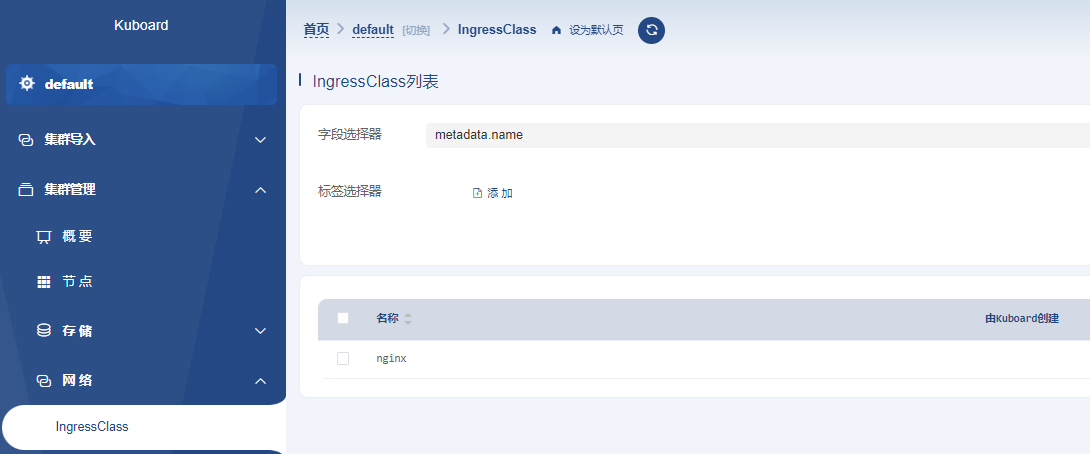 Kuboard
首页 default [切换] IngressClass 设为默认页
default
IngressClass列表
集群导入
字段选择器 metadata.name
集群管理
标签选择器 添加
概要
节点
名称 由Kuboard创建
存储
nginx
网络
IngressClass